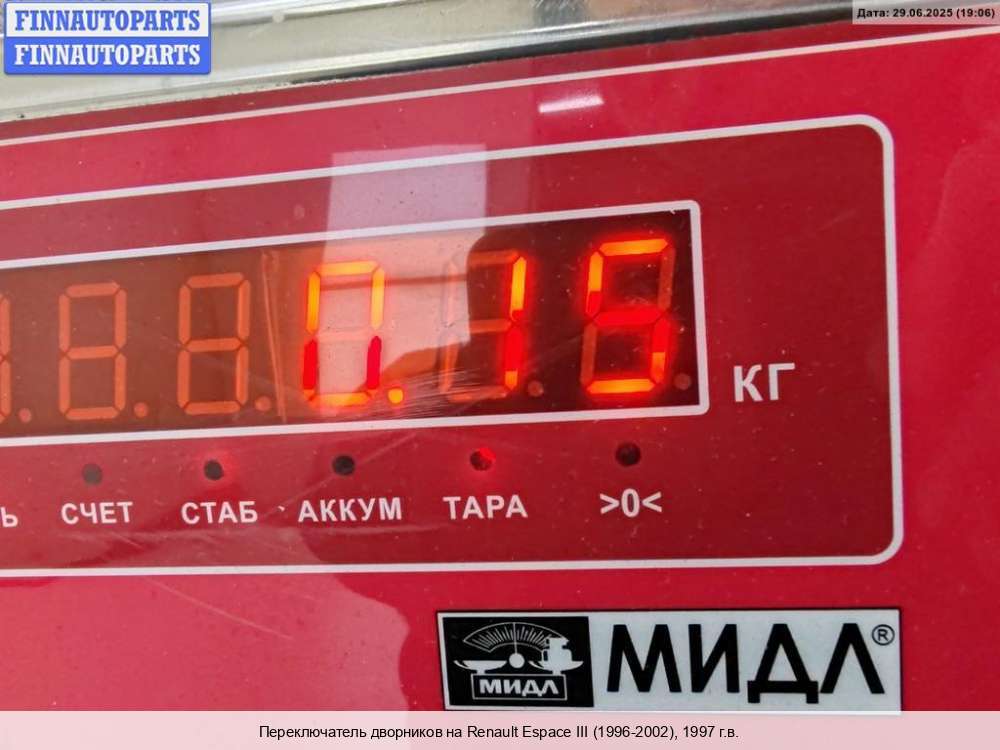 FINNAUTOPARTS
FINNAUTOPARTS
Дата: 29.06.2025 (19:06)
0.15
кг
Ь СЧЕТ СТАБ АККУМ ТАРА >0<
МИДЛ МИДЛ®
Переключатель дворников на Renault Espace III (1996-2002), 1997 г.в.